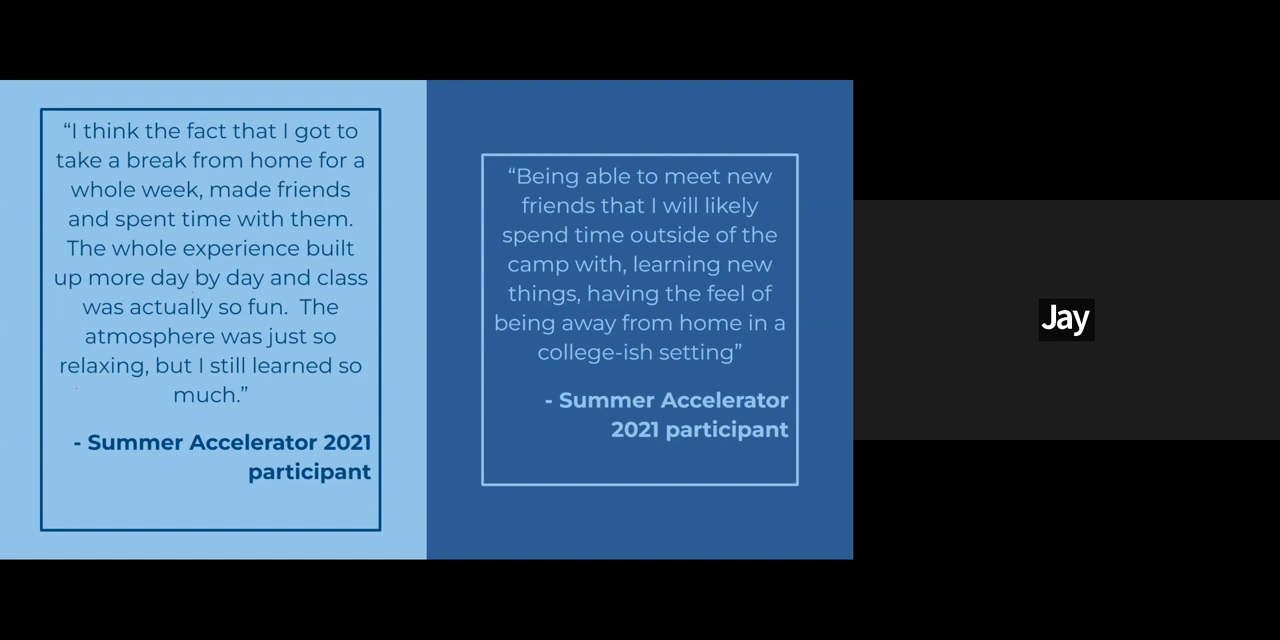 “I think the fact that I got to
take a break from home for a
whole week, made friends
and spent time with them.
The whole experience built
up more day by day and class
was actually so fun.  The
atmosphere was just so
relaxing, but I still learned so
much.”
- Summer Accelerator 2021
participant
“Being able to meet new
friends that I will likely
spend time outside of the
camp with, learning new
things, having the feel of
being away from home in a
college-ish setting”
- Summer Accelerator
2021 participant
Jay